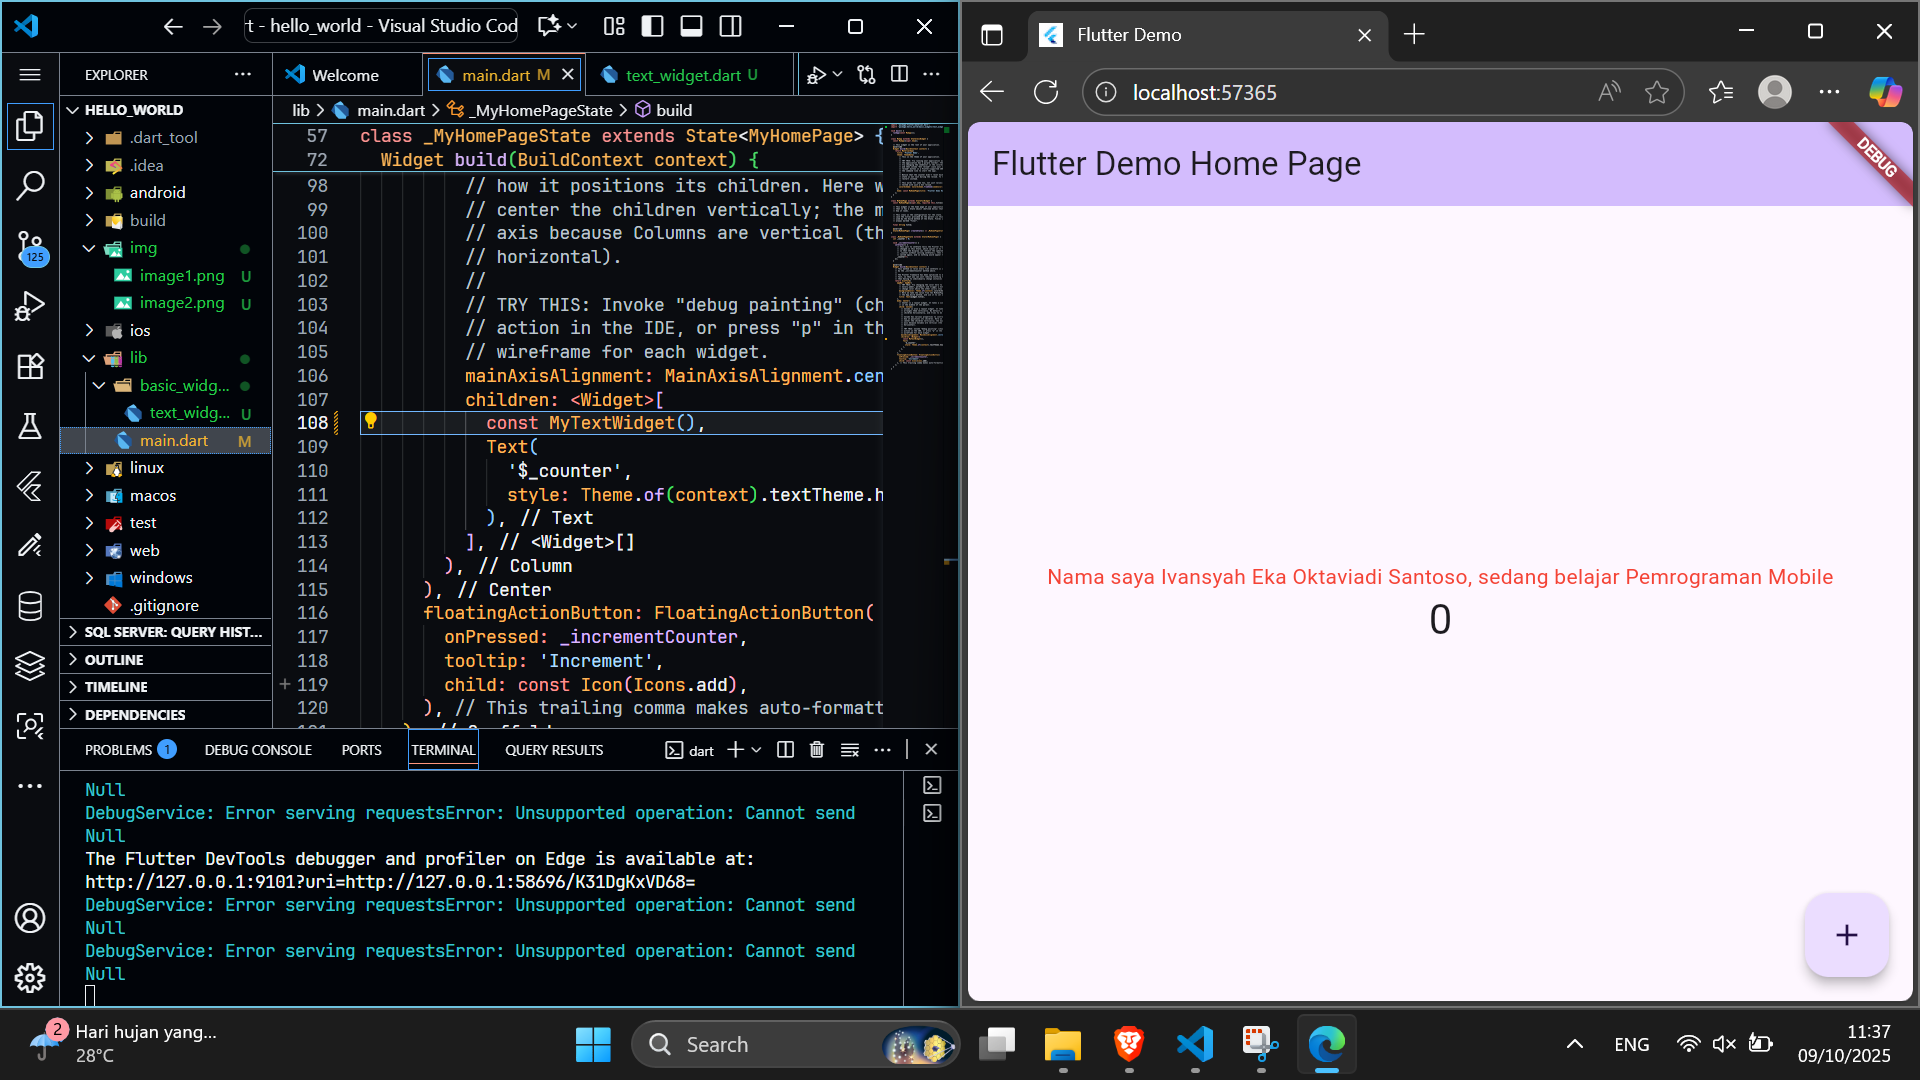 t - hello_world - Visual Studio Cod
EXPLORER
HELLO_WORLD
.dart_tool
.idea
android
build
img
image1.png U
image2.png U
ios
lib
basic_widg...
text_widg... U
main.dart M
linux
macos
test
web
windows
.gitignore
SQL SERVER: QUERY HIST...
OUTLINE
TIMELINE
DEPENDENCIES
125
Welcome
main.dart M
text_widget.dart U
lib > main.dart > _MyHomePageState > build
57 class _MyHomePageState extends State<MyHomePage> {
72 Widget build(BuildContext context) {
98 // how it positions its children. Here w
99 // center the children vertically; the m
100 // axis because Columns are vertical (th
101 // horizontal).
102 //
103 // TRY THIS: Invoke "debug painting" (ch
104 // action in the IDE, or press "p" in th
105 // wireframe for each widget.
106 mainAxisAlignment: MainAxisAlignment.cen
107 children: <Widget>[
108 const MyTextWidget(),
109 Text(
110 '$_counter',
111 style: Theme.of(context).textTheme.h
112 ), // Text
113 ], // <Widget>[]
114 ), // Column
115 ), // Center
116 floatingActionButton: FloatingActionButton(
117 onPressed: _incrementCounter,
118 tooltip: 'Increment',
119 child: const Icon(Icons.add),
120 ), // This trailing comma makes auto-formatt
PROBLEMS 1 DEBUG CONSOLE PORTS TERMINAL QUERY RESULTS dart
Null
DebugService: Error serving requestsError: Unsupported operation: Cannot send
Null
The Flutter DevTools debugger and profiler on Edge is available at:
http://127.0.0.1:9101?uri=http://127.0.0.1:58696/K31DgKxVD68=
DebugService: Error serving requestsError: Unsupported operation: Cannot send
Null
DebugService: Error serving requestsError: Unsupported operation: Cannot send
Null
Flutter Demo
localhost:57365
Flutter Demo Home Page
DEBUG
Nama saya Ivansyah Eka Oktaviadi Santoso, sedang belajar Pemrograman Mobile
0
+
2
Hari hujan yang...
28°C
Search
ENG
11:37
09/10/2025